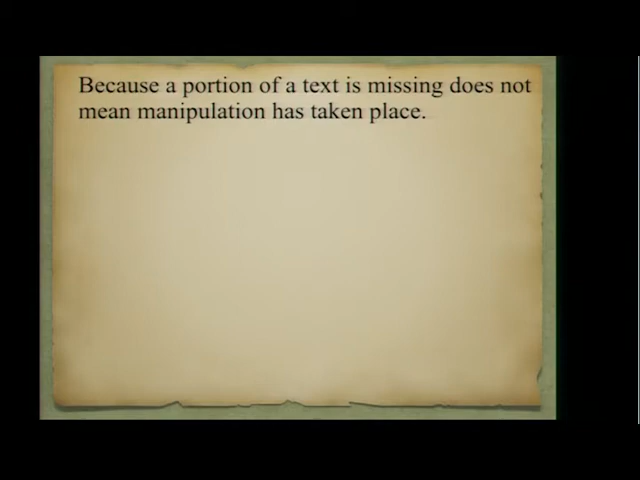 Because a portion of a text is missing does not
mean manipulation has taken place.